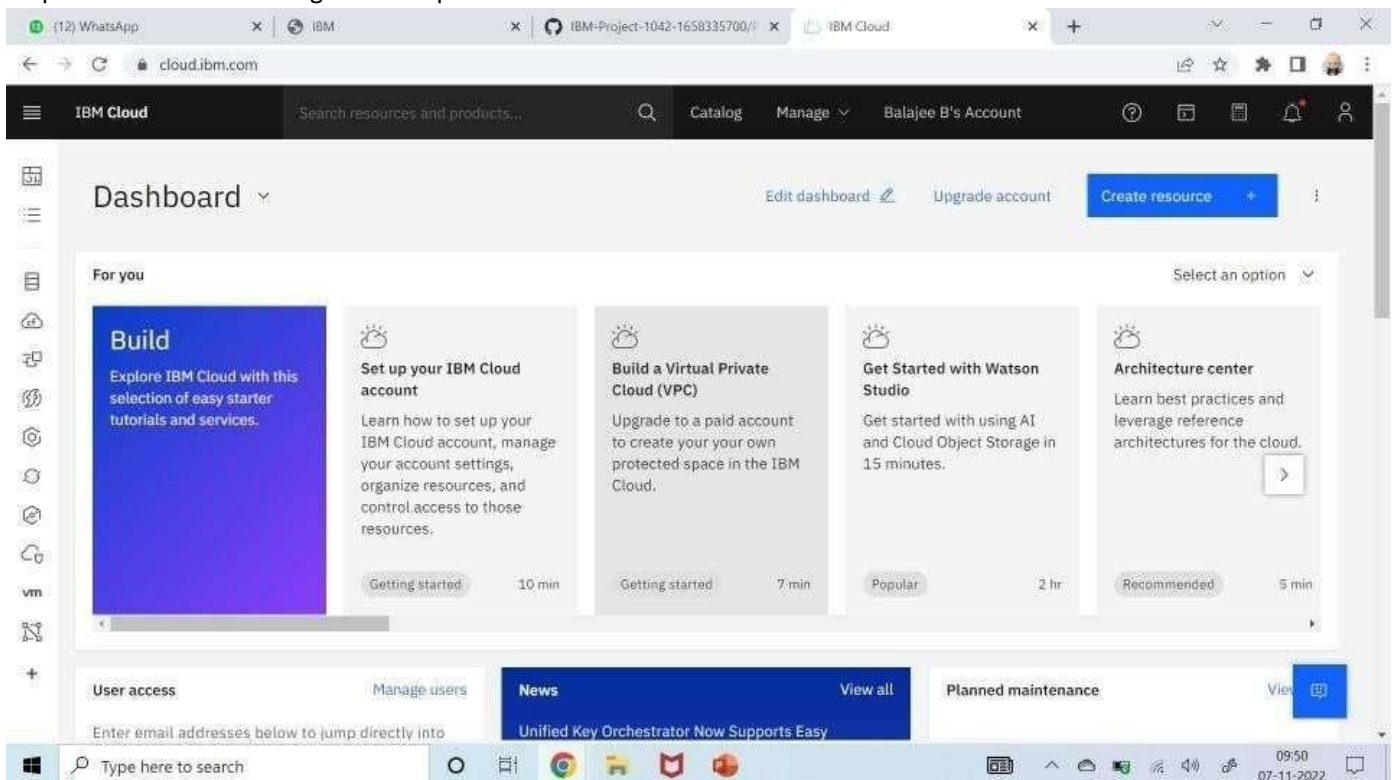 (12) WhatsApp
IBM
IBM-Project-1042-1658335700/
IBM Cloud
cloud.ibm.com
IBM Cloud
Search resources and products...
Catalog
Manage
Balajee B's Account
Dashboard
Edit dashboard
Upgrade account
Create resource +
For you
Select an option
Build
Explore IBM Cloud with this
selection of easy starter
tutorials and services.
Set up your IBM Cloud
account
Learn how to set up your
IBM Cloud account, manage
your account settings,
organize resources, and
control access to those
resources.
Getting started
10 min
Build a Virtual Private
Cloud (VPC)
Upgrade to a paid account
to create your your own
protected space in the IBM
Cloud.
Getting started
7 min
Get Started with Watson
Studio
Get started with using AI
and Cloud Object Storage in
15 minutes.
Popular
2 hr
Architecture center
Learn best practices and
leverage reference
architectures for the cloud.
Recommended
5 min
vm
User access
Manage users
Enter email addresses below to jump directly into
News
View all
Unified Key Orchestrator Now Supports Easy
Planned maintenance
Type here to search
09:50
07-11-2022